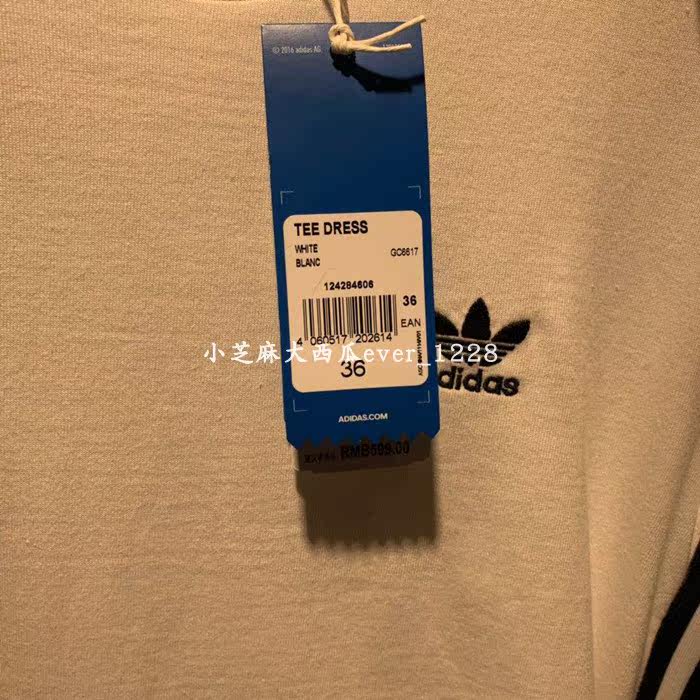 © 2016 adidas AG
TEE DRESS
WHITE
BLANC
GC6617
124284606
36
EAN
4 060517 202614
36
ADIDAS.COM
RMB599.00
adidas
小芝麻大西瓜ever_1228